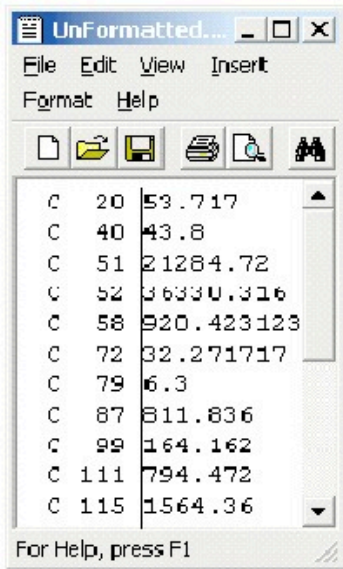 UnFormatted....
File Edit View Insert
Format Help
C 20 53.717
C 40 43.8
C 51 21284.72
C 52 36330.316
C 58 920.423123
C 72 32.271717
C 79 6.3
C 87 811.836
C 99 164.162
C 111 794.472
C 115 1564.36
For Help, press F1